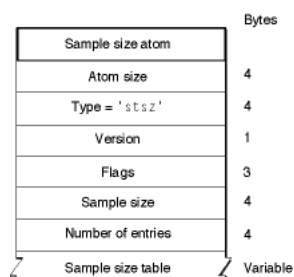 Bytes
Sample size atom
Atom size 4
Type = 'stsz' 4
Version 1
Flags 3
Sample size 4
Number of entries 4
Sample size table Variable